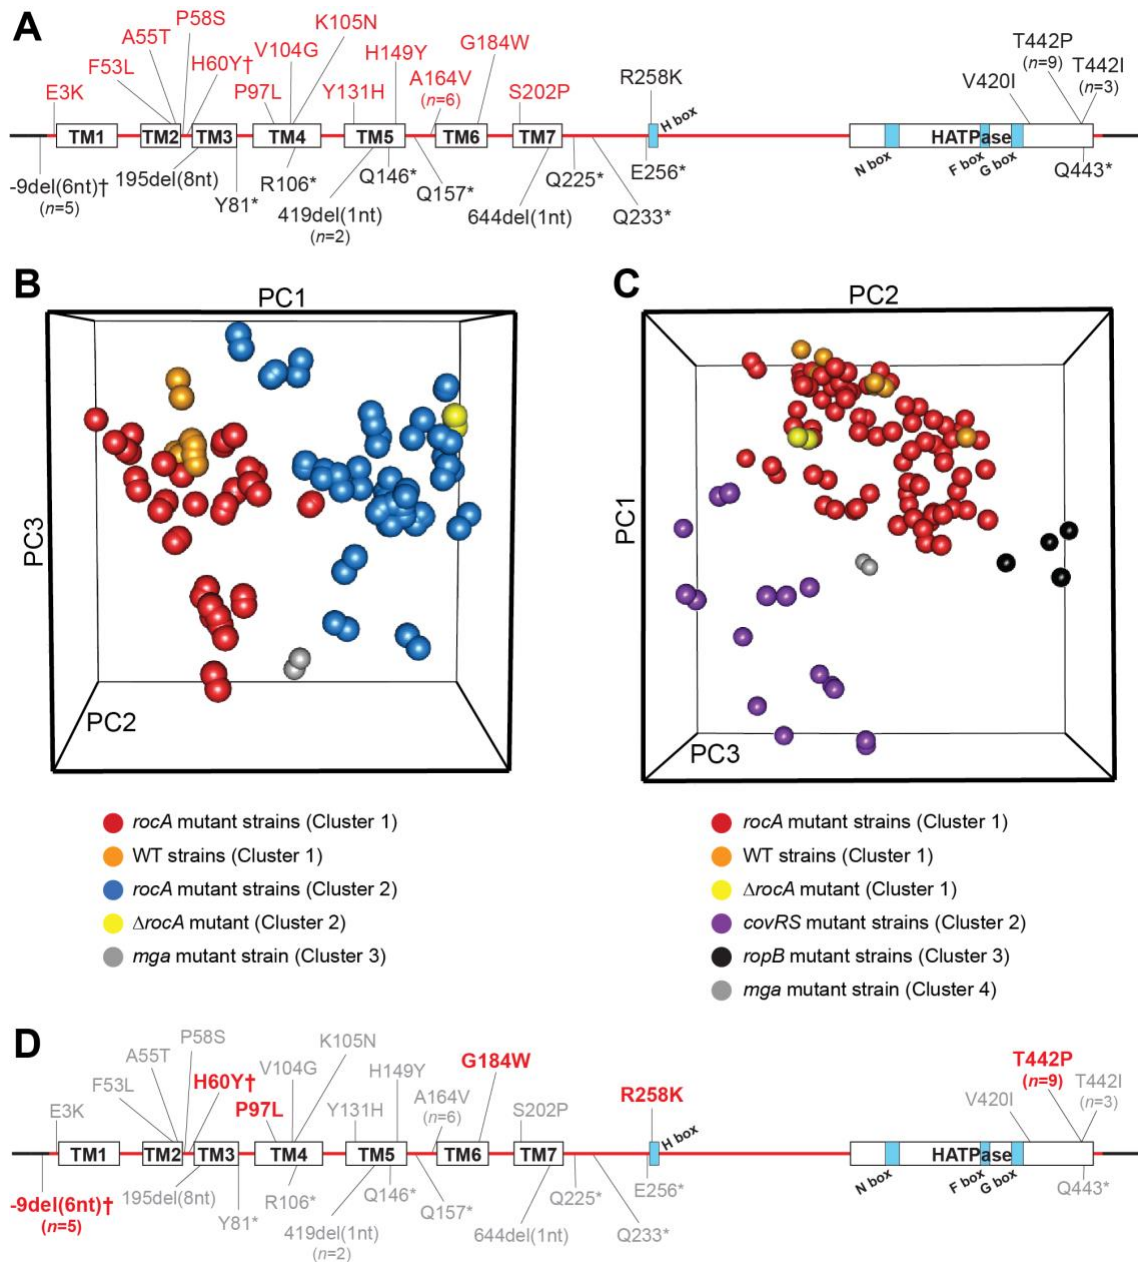 A
P58S
K105N
A55T
V104G
H149Y
G184W
F53L
H60Y†
T442P
(n=9)
T442I
(n=3)
E3K
P97L
Y131H
A164V
(n=6)
S202P
R258K
V420I
H box
TM1
TM2
TM3
TM4
TM5
TM6
TM7
HATPase
N box
F box
G box
-9del(6nt)†
(n=5)
195del(8nt)
Y81*
R106*
419del(1nt)
(n=2)
Q146*
Q157*
644del(1nt)
Q225*
Q233*
E256*
Q443*
B
PC1
PC3
PC2
rocA mutant strains (Cluster 1)
WT strains (Cluster 1)
rocA mutant strains (Cluster 2)
ΔrocA mutant (Cluster 2)
mga mutant strain (Cluster 3)
C
PC2
PC1
PC3
rocA mutant strains (Cluster 1)
WT strains (Cluster 1)
ΔrocA mutant (Cluster 1)
covRS mutant strains (Cluster 2)
ropB mutant strains (Cluster 3)
mga mutant strain (Cluster 4)
D
P58S
K105N
A55T
V104G
H149Y
G184W
F53L
H60Y†
T442P
(n=9)
T442I
(n=3)
E3K
P97L
Y131H
A164V
(n=6)
S202P
R258K
V420I
H box
TM1
TM2
TM3
TM4
TM5
TM6
TM7
HATPase
N box
F box
G box
-9del(6nt)†
(n=5)
195del(8nt)
Y81*
R106*
419del(1nt)
(n=2)
Q146*
Q157*
644del(1nt)
Q225*
Q233*
E256*
Q443*